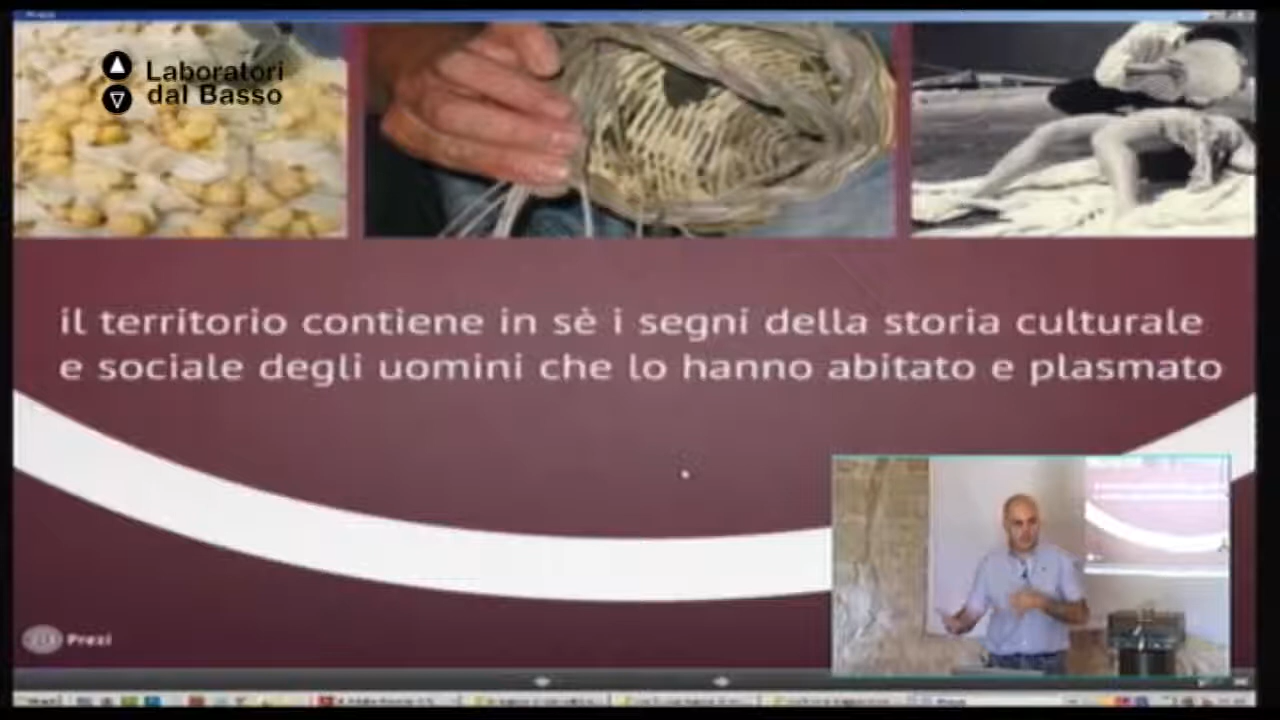 Laboratori
dal Basso
il territorio contiene in sè i segni della storia culturale
e sociale degli uomini che lo hanno abitato e plasmato
Prezi